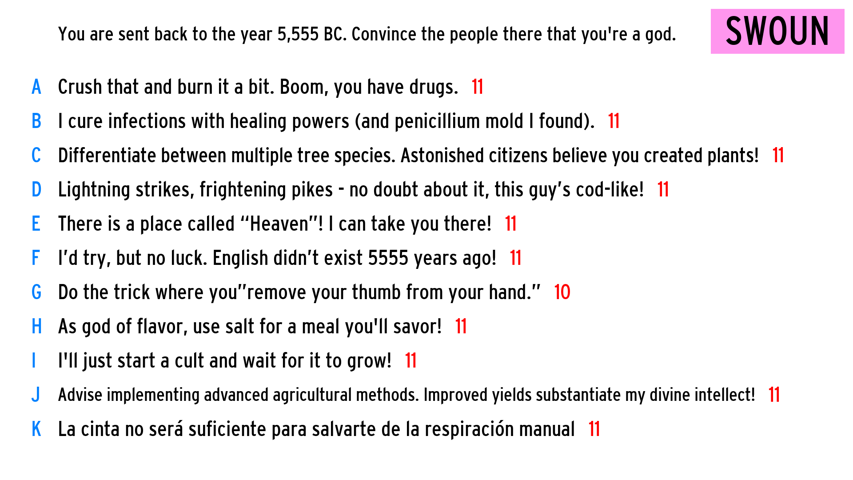 You are sent back to the year 5,555 BC. Convince the people there that you're a god.
SWOUN
A Crush that and burn it a bit. Boom, you have drugs. 11
B I cure infections with healing powers (and penicillium mold I found). 11
C Differentiate between multiple tree species. Astonished citizens believe you created plants! 11
D Lightning strikes, frightening pikes - no doubt about it, this guy's cod-like! 11
E There is a place called “Heaven”! I can take you there! 11
F I'd try, but no luck. English didn't exist 5555 years ago! 11
G Do the trick where you”remove your thumb from your hand.” 10
H As god of flavor, use salt for a meal you'll savor! 11
I I'll just start a cult and wait for it to grow! 11
J Advise implementing advanced agricultural methods. Improved yields substantiate my divine intellect! 11
K La cinta no será suficiente para salvarte de la respiración manual 11